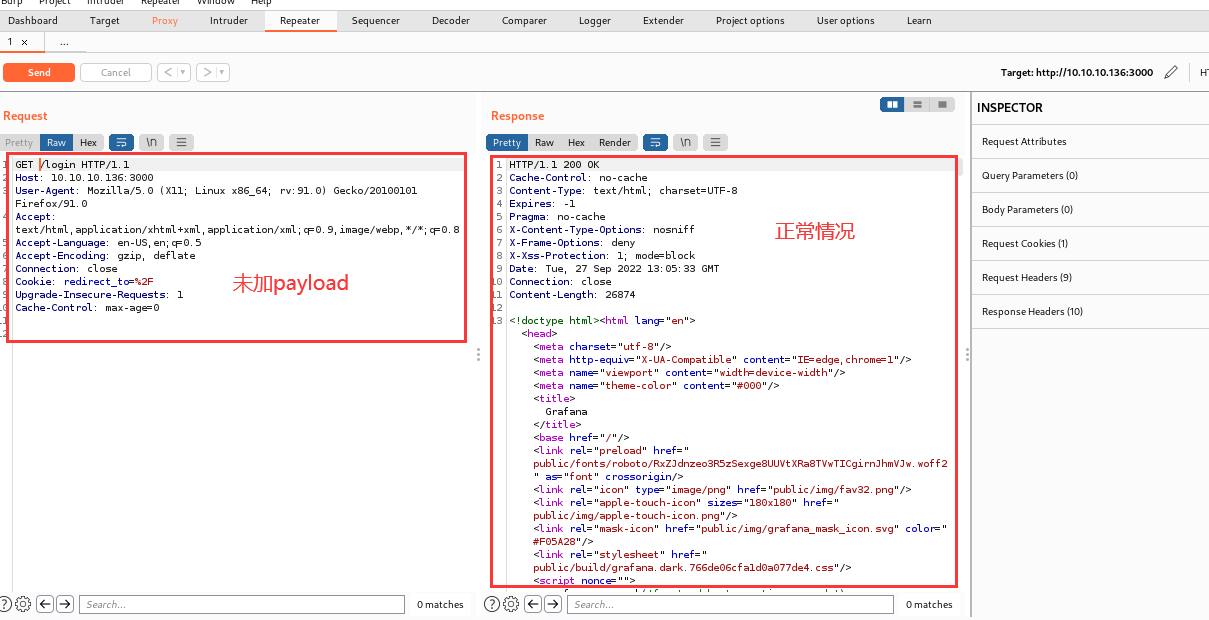 Burp Project Intruder Repeater Window Help
Dashboard Target Proxy Intruder Repeater Sequencer Decoder Comparer Logger Extender Project options User options Learn
1 × ...
Send Cancel < ▾ > ▾ Target: http://10.10.10.136:3000
Request
Pretty Raw Hex \n
GET /login HTTP/1.1
Host: 10.10.10.136:3000
User-Agent: Mozilla/5.0 (X11; Linux x86_64; rv:91.0) Gecko/20100101
Firefox/91.0
Accept:
text/html,application/xhtml+xml,application/xml;q=0.9,image/webp,*/*;q=0.8
Accept-Language: en-US,en;q=0.5
Accept-Encoding: gzip, deflate
Connection: close
Cookie: redirect_to=%2F
Upgrade-Insecure-Requests: 1
Cache-Control: max-age=0
未加payload
Search...
0 matches
Response
Pretty Raw Hex Render \n
1 HTTP/1.1 200 OK
2 Cache-Control: no-cache
3 Content-Type: text/html; charset=UTF-8
4 Expires: -1
5 Pragma: no-cache
6 X-Content-Type-Options: nosniff
7 X-Frame-Options: deny
8 X-Xss-Protection: 1; mode=block
9 Date: Tue, 27 Sep 2022 13:05:33 GMT
10 Connection: close
11 Content-Length: 26874
12
13 <!doctype html><html lang="en">
<head>
<meta charset="utf-8"/>
<meta http-equiv="X-UA-Compatible" content="IE=edge,chrome=1"/>
<meta name="viewport" content="width=device-width"/>
<meta name="theme-color" content="#000"/>
<title>
Grafana
</title>
<base href="/"/>
<link rel="preload" href="
public/fonts/roboto/RxZJdnzeo3R5zSexge8UUVtXRa8TVwTICgirnJhmVJw.woff2
" as="font" crossorigin/>
<link rel="icon" type="image/png" href="public/img/fav32.png"/>
<link rel="apple-touch-icon" sizes="180x180" href="
public/img/apple-touch-icon.png"/>
<link rel="mask-icon" href="public/img/grafana_mask_icon.svg" color="
#F05A28"/>
<link rel="stylesheet" href="
public/build/grafana.dark.766de06cfa1d0a077de4.css"/>
<script nonce="">
正常情况
Search...
0 matches
INSPECTOR
Request Attributes
Query Parameters (0)
Body Parameters (0)
Request Cookies (1)
Request Headers (9)
Response Headers (10)